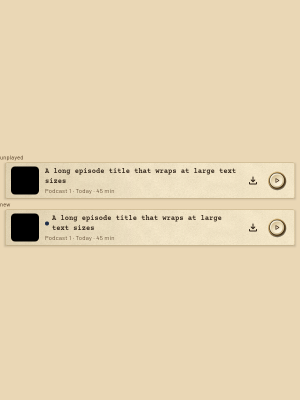 unplayed
A long episode title that wraps at large text
sizes
Podcast 1 · Today · 45 min
new
A long episode title that wraps at large
text sizes
Podcast 1 · Today · 45 min